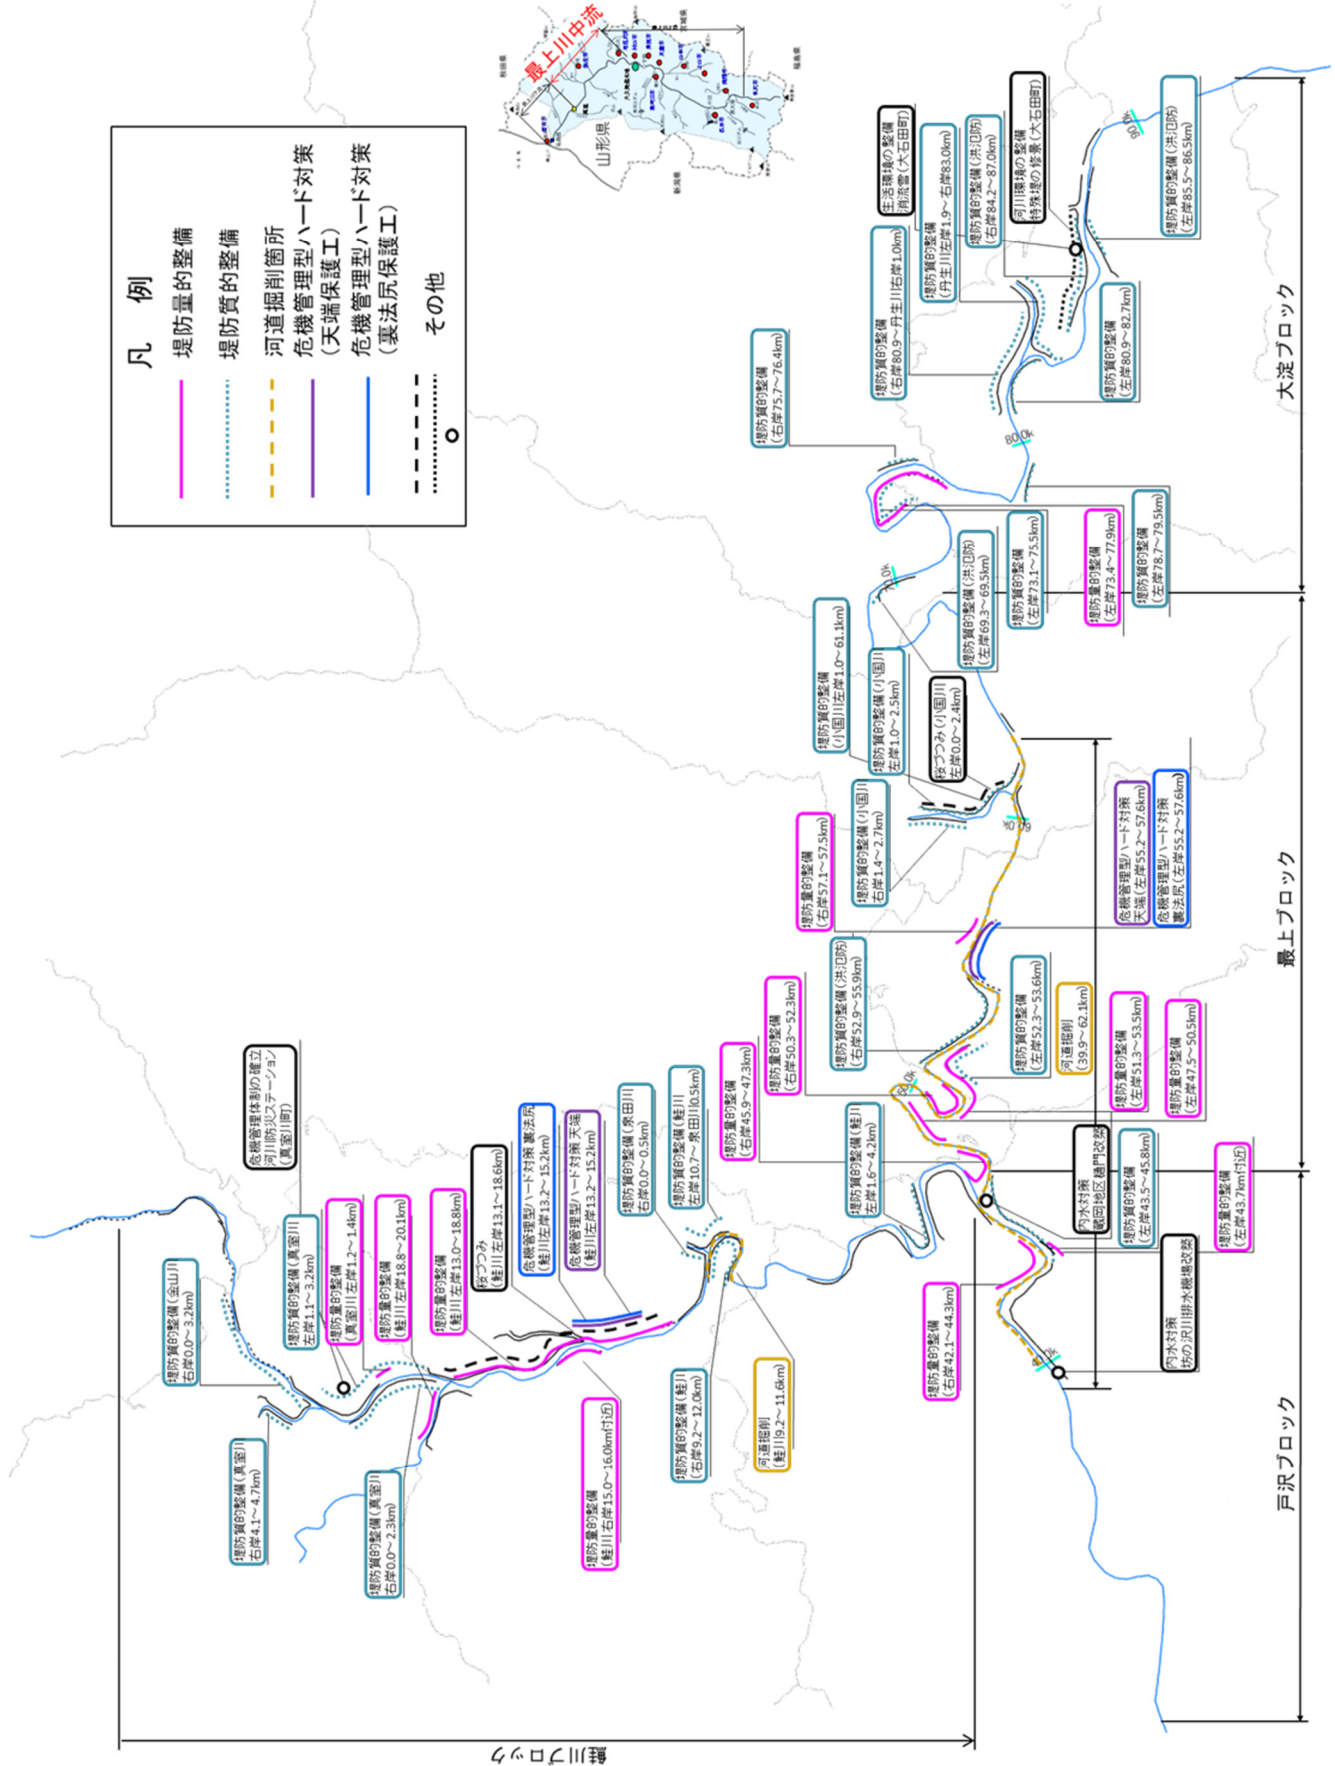 凡 例
堤防量的整備
堤防質的整備
河道掘削箇所
危機管理型ハード対策
（天端保護工）
危機管理型ハード対策
（裏法尻保護工）
その他
最上川中流
山形県
秋田県
宮城県
福島県
新潟県
鮭川ブロック
戸沢ブロック
最上ブロック
大淀ブロック
堤防質的整備（金山川
右岸0.0～3.2km）
堤防質的整備（真室川
右岸4.1～4.7km）
危機管理体制の確立
河川防災ステーション
（真室川町）
堤防質的整備（真室川
左岸1.1～3.2km）
堤防量的整備
（真室川左岸1.2～1.4km）
堤防量的整備
（鮭川左岸18.8～20.1km）
堤防質的整備（真室川
右岸0.0～2.3km）
堤防量的整備
（鮭川左岸13.0～18.8km）
桜づつみ
（鮭川左岸13.1～18.6km）
危機管理型ハード対策 裏法尻
（鮭川左岸13.2～15.2km）
危機管理型ハード対策 天端
（鮭川左岸13.2～15.2km）
堤防量的整備
（鮭川右岸15.0～16.0km付近）
堤防質的整備（泉田川
右岸0.0～0.5km）
堤防質的整備（鮭川
左岸10.7～泉田川0.5km）
堤防質的整備（鮭川
右岸9.2～12.0km）
河道掘削
（鮭川9.2～11.6km）
堤防質的整備（鮭川
左岸1.6～4.2km）
堤防量的整備
（右岸45.9～47.3km）
堤防量的整備
（右岸50.3～52.3km）
堤防質的整備（洪氾防）
（右岸52.9～55.9km）
堤防量的整備
（右岸57.1～57.5km）
堤防質的整備（小国川
右岸1.4～2.7km）
堤防質的整備
（小国川左岸1.0～61.1km）
堤防質的整備（小国川
左岸1.0～2.5km）
桜づつみ（小国川
左岸0.0～2.4km）
堤防質的整備（洪氾防）
（左岸69.3～69.5km）
堤防質的整備
（左岸73.1～75.5km）
堤防量的整備
（左岸73.4～77.9km）
堤防質的整備
（左岸78.7～79.5km）
堤防質的整備
（右岸75.7～76.4km）
堤防質的整備
（右岸80.9～丹生川右岸1.0km）
生活環境の整備
消流雪（大石田町）
堤防質的整備
（丹生川左岸1.9～右岸83.0km）
堤防質的整備（洪氾防）
（右岸84.2～87.0km）
河川環境の整備
特殊堤の修景（大石田町）
堤防質的整備
（左岸80.9～82.7km）
堤防質的整備（洪氾防）
（左岸85.5～86.5km）
危機管理型ハード対策
天端（左岸55.2～57.6km）
危機管理型ハード対策
裏法尻（左岸55.2～57.6km）
堤防質的整備
（左岸52.3～53.6km）
河道掘削
（39.9～62.1km）
堤防量的整備
（左岸51.3～53.5km）
堤防量的整備
（左岸47.5～50.5km）
内水対策
蔵岡地区樋門改築
堤防質的整備
（左岸43.5～45.8km）
堤防量的整備
（左岸43.7km付近）
内水対策
坊の沢川排水機場改築
堤防量的整備
（右岸42.1～44.3km）
80.0k
90.0k